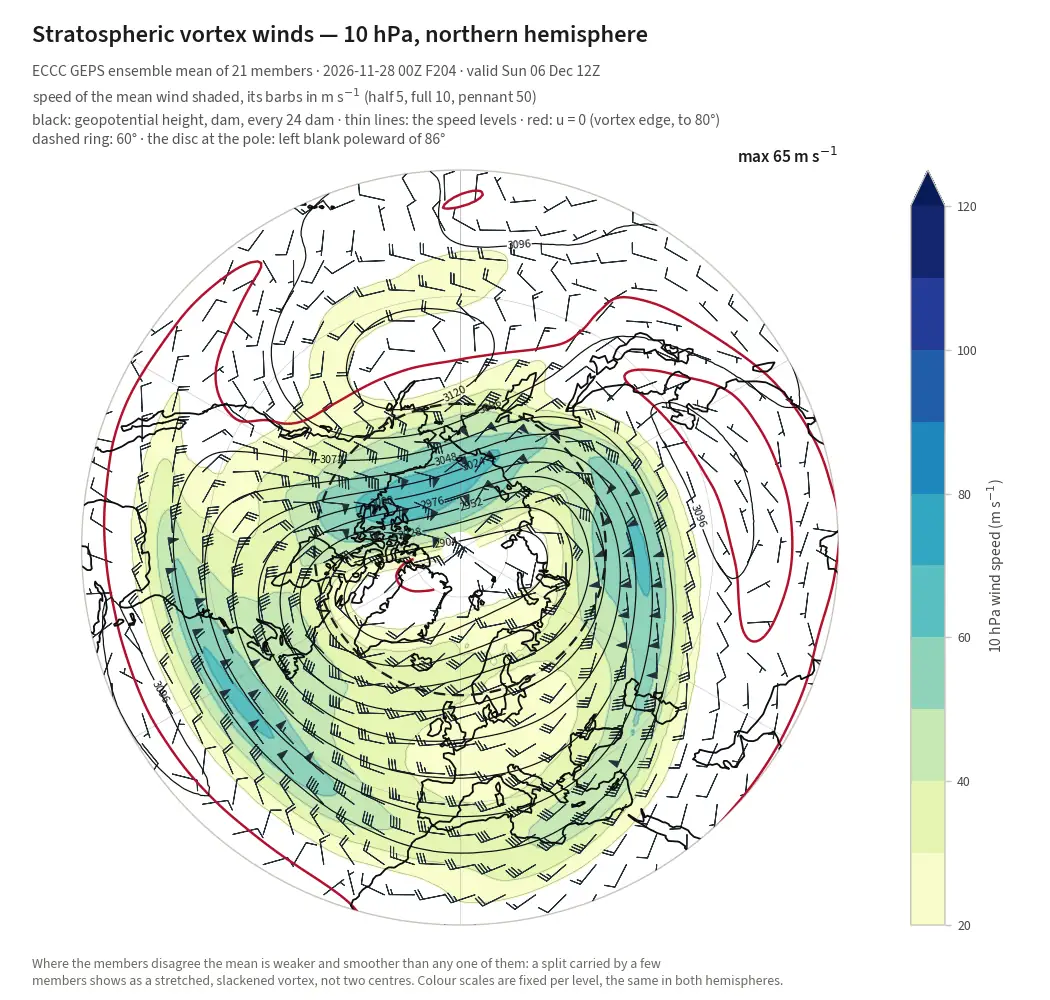 Stratospheric vortex winds — 10 hPa, northern hemisphere
ECCC GEPS ensemble mean of 21 members · 2026-11-28 00Z F204 · valid Sun 06 Dec 12Z
speed of the mean wind shaded, its barbs in m s⁻¹ (half 5, full 10, pennant 50)
black: geopotential height, dam, every 24 dam · thin lines: the speed levels · red: u = 0 (vortex edge, to 80°)
dashed ring: 60° · the disc at the pole: left blank poleward of 86°
max 65 m s⁻¹
3096
3120
3072
3048
3024
2976
2952
3096
3096
120
100
80
60
40
20
10 hPa wind speed (m s⁻¹)
Where the members disagree the mean is weaker and smoother than any one of them: a split carried by a few
members shows as a stretched, slackened vortex, not two centres. Colour scales are fixed per level, the same in both hemispheres.